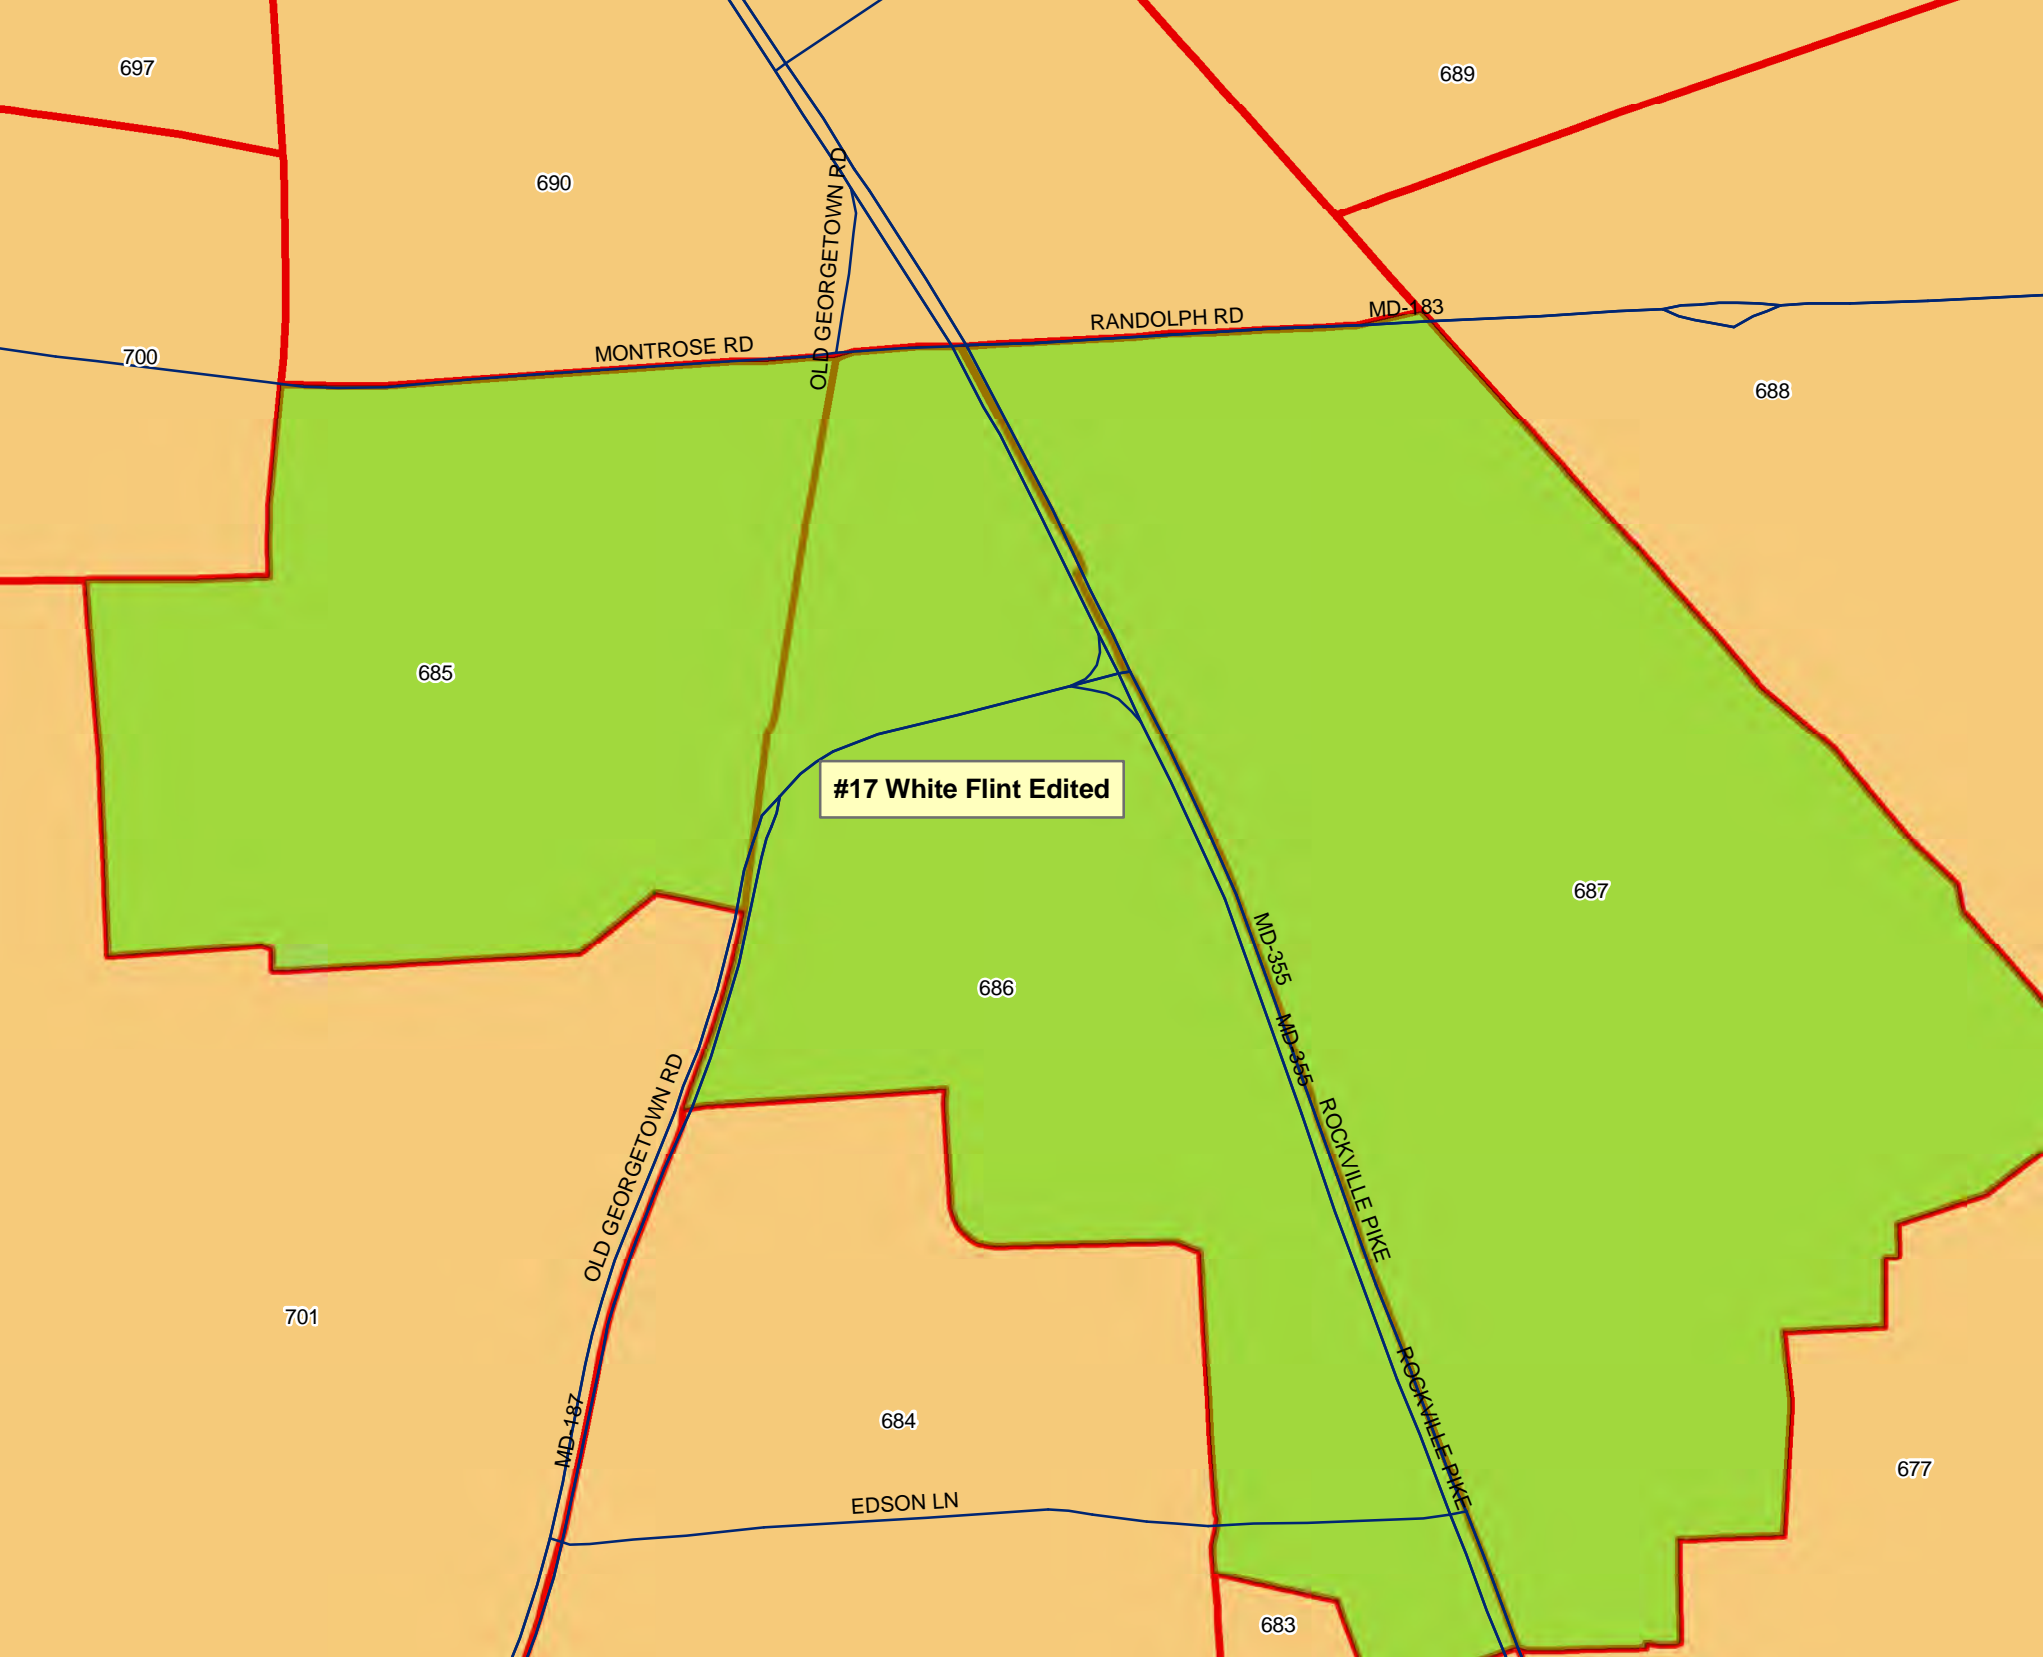 697
689
690
OLD GEORGETOWN RD
MD-183
RANDOLPH RD
MONTROSE RD
700
688
685
#17 White Flint Edited
687
MD-355
686
MD-355
ROCKVILLE PIKE
OLD GEORGETOWN RD
701
ROCKVILLE PIKE
684
MD-187
677
EDSON LN
683